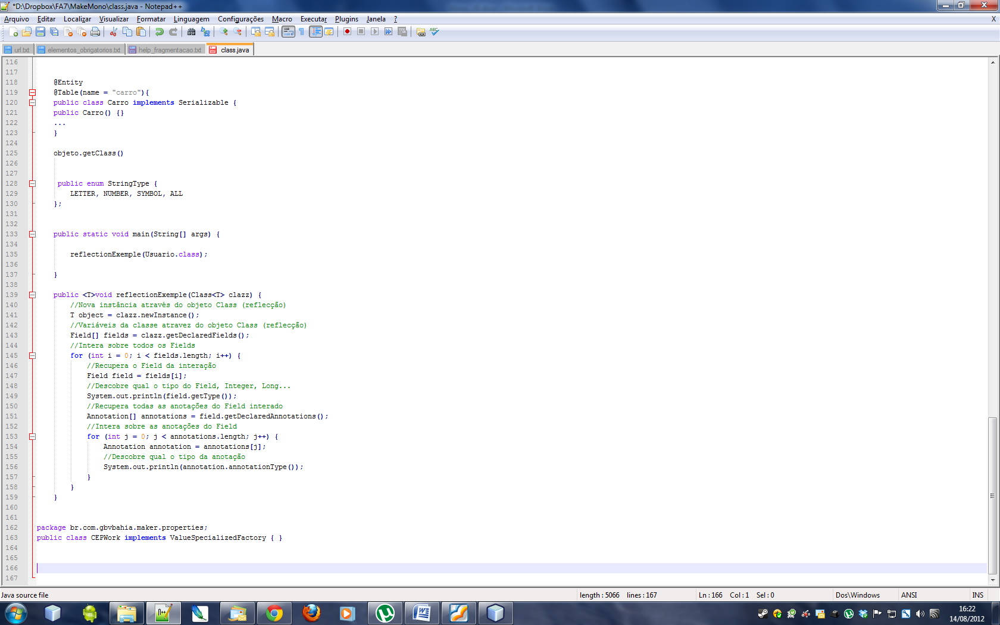 *D:\Dropbox\FA7\MakeMono\class.java - Notepad++
Arquivo Editar Localizar Visualizar Formatar Linguagem Configurações Macro Executar Plugins Janela ? X
url.txt elementos_obrigatorios.txt help_fragmentacao.txt class.java
116
117
118 @Entity
119 @Table(name = "carro"){
120 public class Carro implements Serializable {
121 public Carro() {}
122 ...
123 }
124
125 objeto.getClass()
126
127
128 public enum StringType {
129 LETTER, NUMBER, SYMBOL, ALL
130 };
131
132
133 public static void main(String[] args) {
134
135 reflectionExemple(Usuario.class);
136
137 }
138
139 public <T>void reflectionExemple(Class<T> clazz) {
140 //Nova instância através do objeto Class (reflecção)
141 T object = clazz.newInstance();
142 //Variáveis da classe atravez do objeto Class (reflecção)
143 Field[] fields = clazz.getDeclaredFields();
144 //Intera sobre todos os Fields
145 for (int i = 0; i < fields.length; i++) {
146 //Recupera o Field da interação
147 Field field = fields[i];
148 //Descobre qual o tipo do Field, Integer, Long...
149 System.out.println(field.getType());
150 //Recupera todas as anotações do Field interado
151 Annotation[] annotations = field.getDeclaredAnnotations();
152 //Intera sobre as anotações do Field
153 for (int j = 0; j < annotations.length; j++) {
154 Annotation annotation = annotations[j];
155 //Descobre qual o tipo da anotação
156 System.out.println(annotation.annotationType());
157 }
158 }
159 }
160
161
162 package br.com.gbvbahia.maker.properties;
163 public class CEPWork implements ValueSpecializedFactory { }
164
165
166
167
Java source file length : 5066 lines : 167 Ln : 166 Col : 1 Sel : 0 Dos\Windows ANSI INS
16:22
14/08/2012